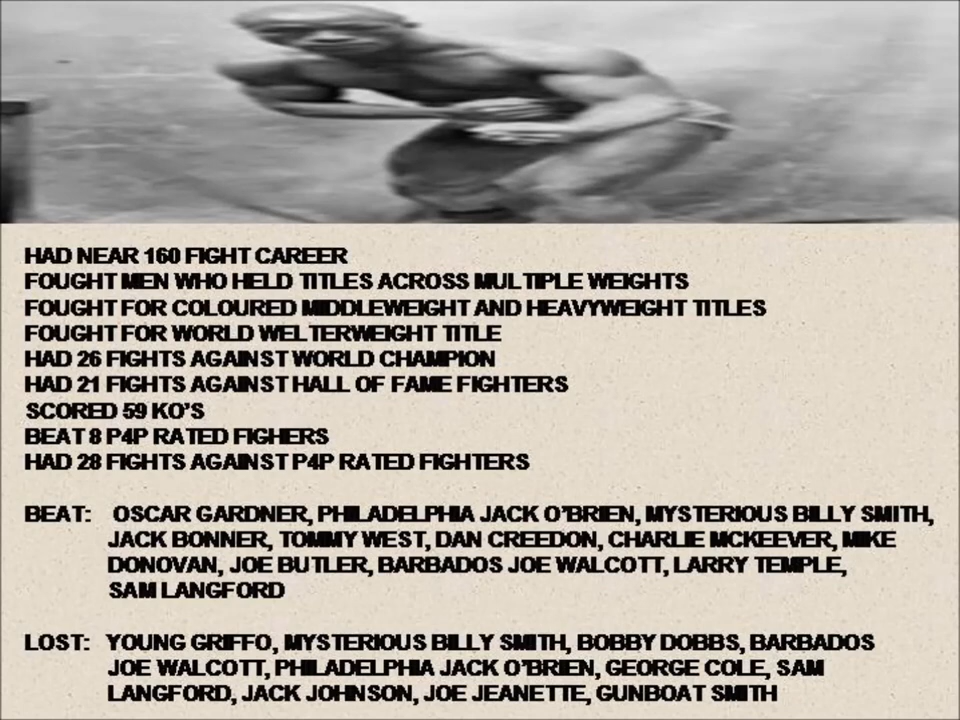 HAD NEAR 160 FIGHT CAREER
FOUGHT MEN WHO HELD TITLES ACROSS MULTIPLE WEIGHTS
FOUGHT FOR COLOURED MIDDLEWEIGHT AND HEAVYWEIGHT TITLES
FOUGHT FOR WORLD WELTERWEIGHT TITLE
HAD 26 FIGHTS AGAINST WORLD CHAMPION
HAD 21 FIGHTS AGAINST HALL OF FAME FIGHTERS
SCORED 59 KO'S
BEAT 8 P4P RATED FIGHERS
HAD 28 FIGHTS AGAINST P4P RATED FIGHTERS
BEAT: OSCAR GARDNER, PHILADELPHIA JACK O'BRIEN, MYSTERIOUS BILLY SMITH,
JACK BONNER, TOMMY WEST, DAN CREEDON, CHARLIE MCKEEVER, MIKE
DONOVAN, JOE BUTLER, BARBADOS JOE WALCOTT, LARRY TEMPLE,
SAM LANGFORD
LOST: YOUNG GRIFFO, MYSTERIOUS BILLY SMITH, BOBBY DOBBS, BARBADOS
JOE WALCOTT, PHILADELPHIA JACK O'BRIEN, GEORGE COLE, SAM
LANGFORD, JACK JOHNSON, JOE JEANETTE, GUNBOAT SMITH